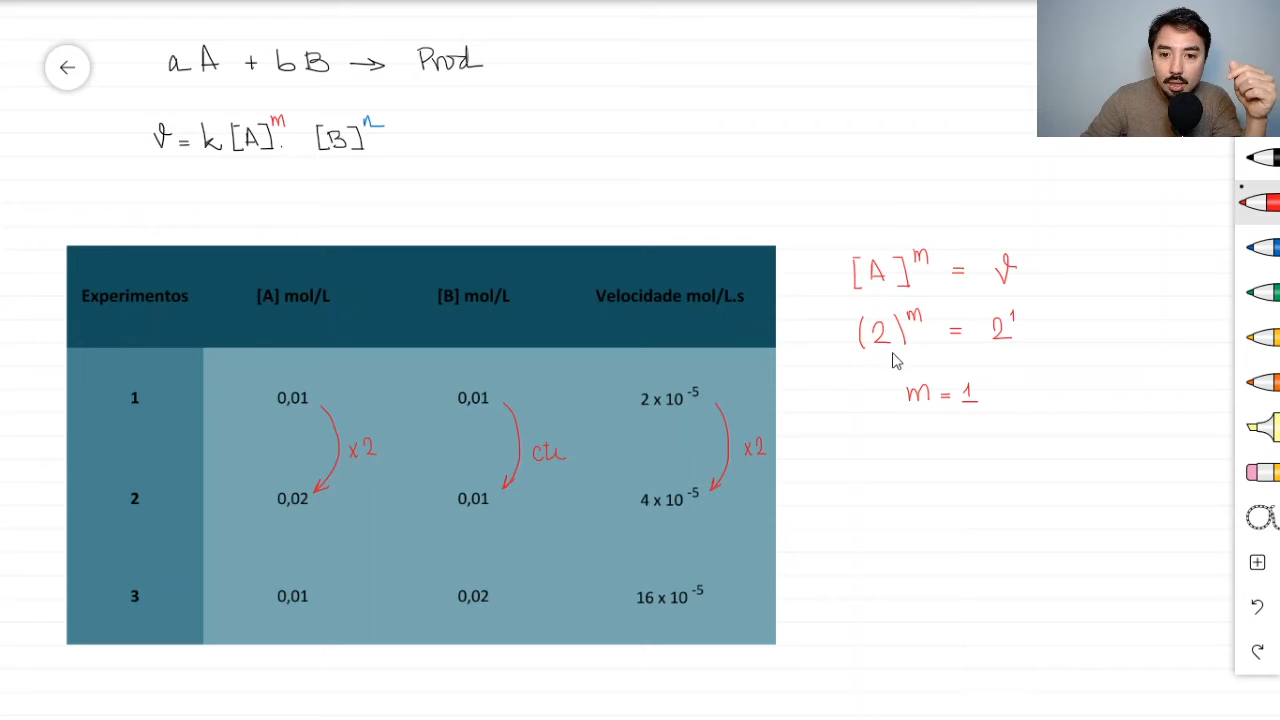 aA + bB → Prod
v = k[A]^m . [B]^n
Experimentos [A] mol/L [B] mol/L Velocidade mol/L.s
1 0,01 0,01 2 x 10^-5
x2 cte x2
2 0,02 0,01 4 x 10^-5
3 0,01 0,02 16 x 10^-5
[A]^m = v
(2)^m = 2^1
m = 1